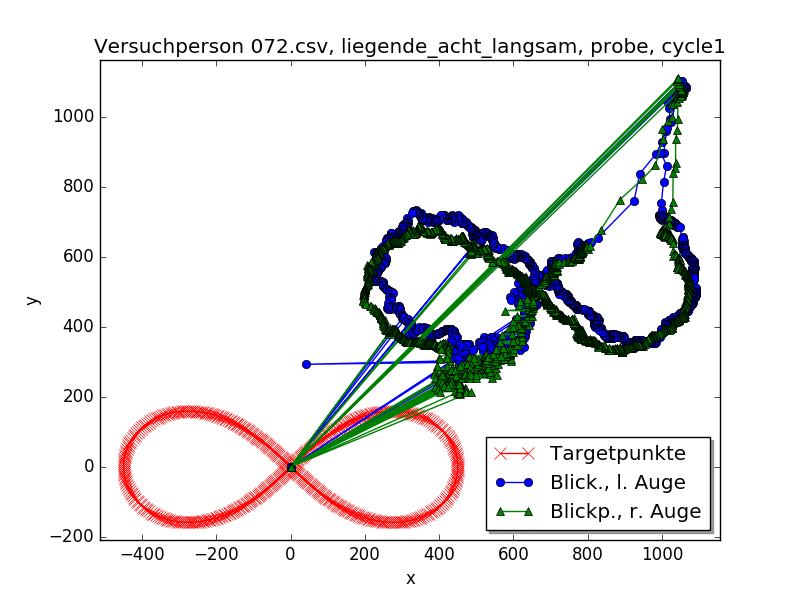 Versuchperson 072.csv, liegende_acht_langsam, probe, cycle1
y
1000
800
600
400
200
0
−200
−400
−200
0
200
400
600
800
1000
x
Targetpunkte
Blick., l. Auge
Blickp., r. Auge